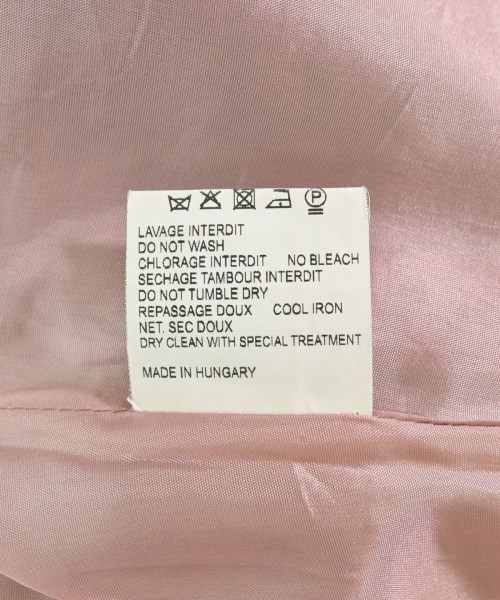 P
LAVAGE INTERDIT
DO NOT WASH
CHLORAGE INTERDIT NO BLEACH
SECHAGE TAMBOUR INTERDIT
DO NOT TUMBLE DRY
REPASSAGE DOUX COOL IRON
NET. SEC DOUX
DRY CLEAN WITH SPECIAL TREATMENT
MADE IN HUNGARY